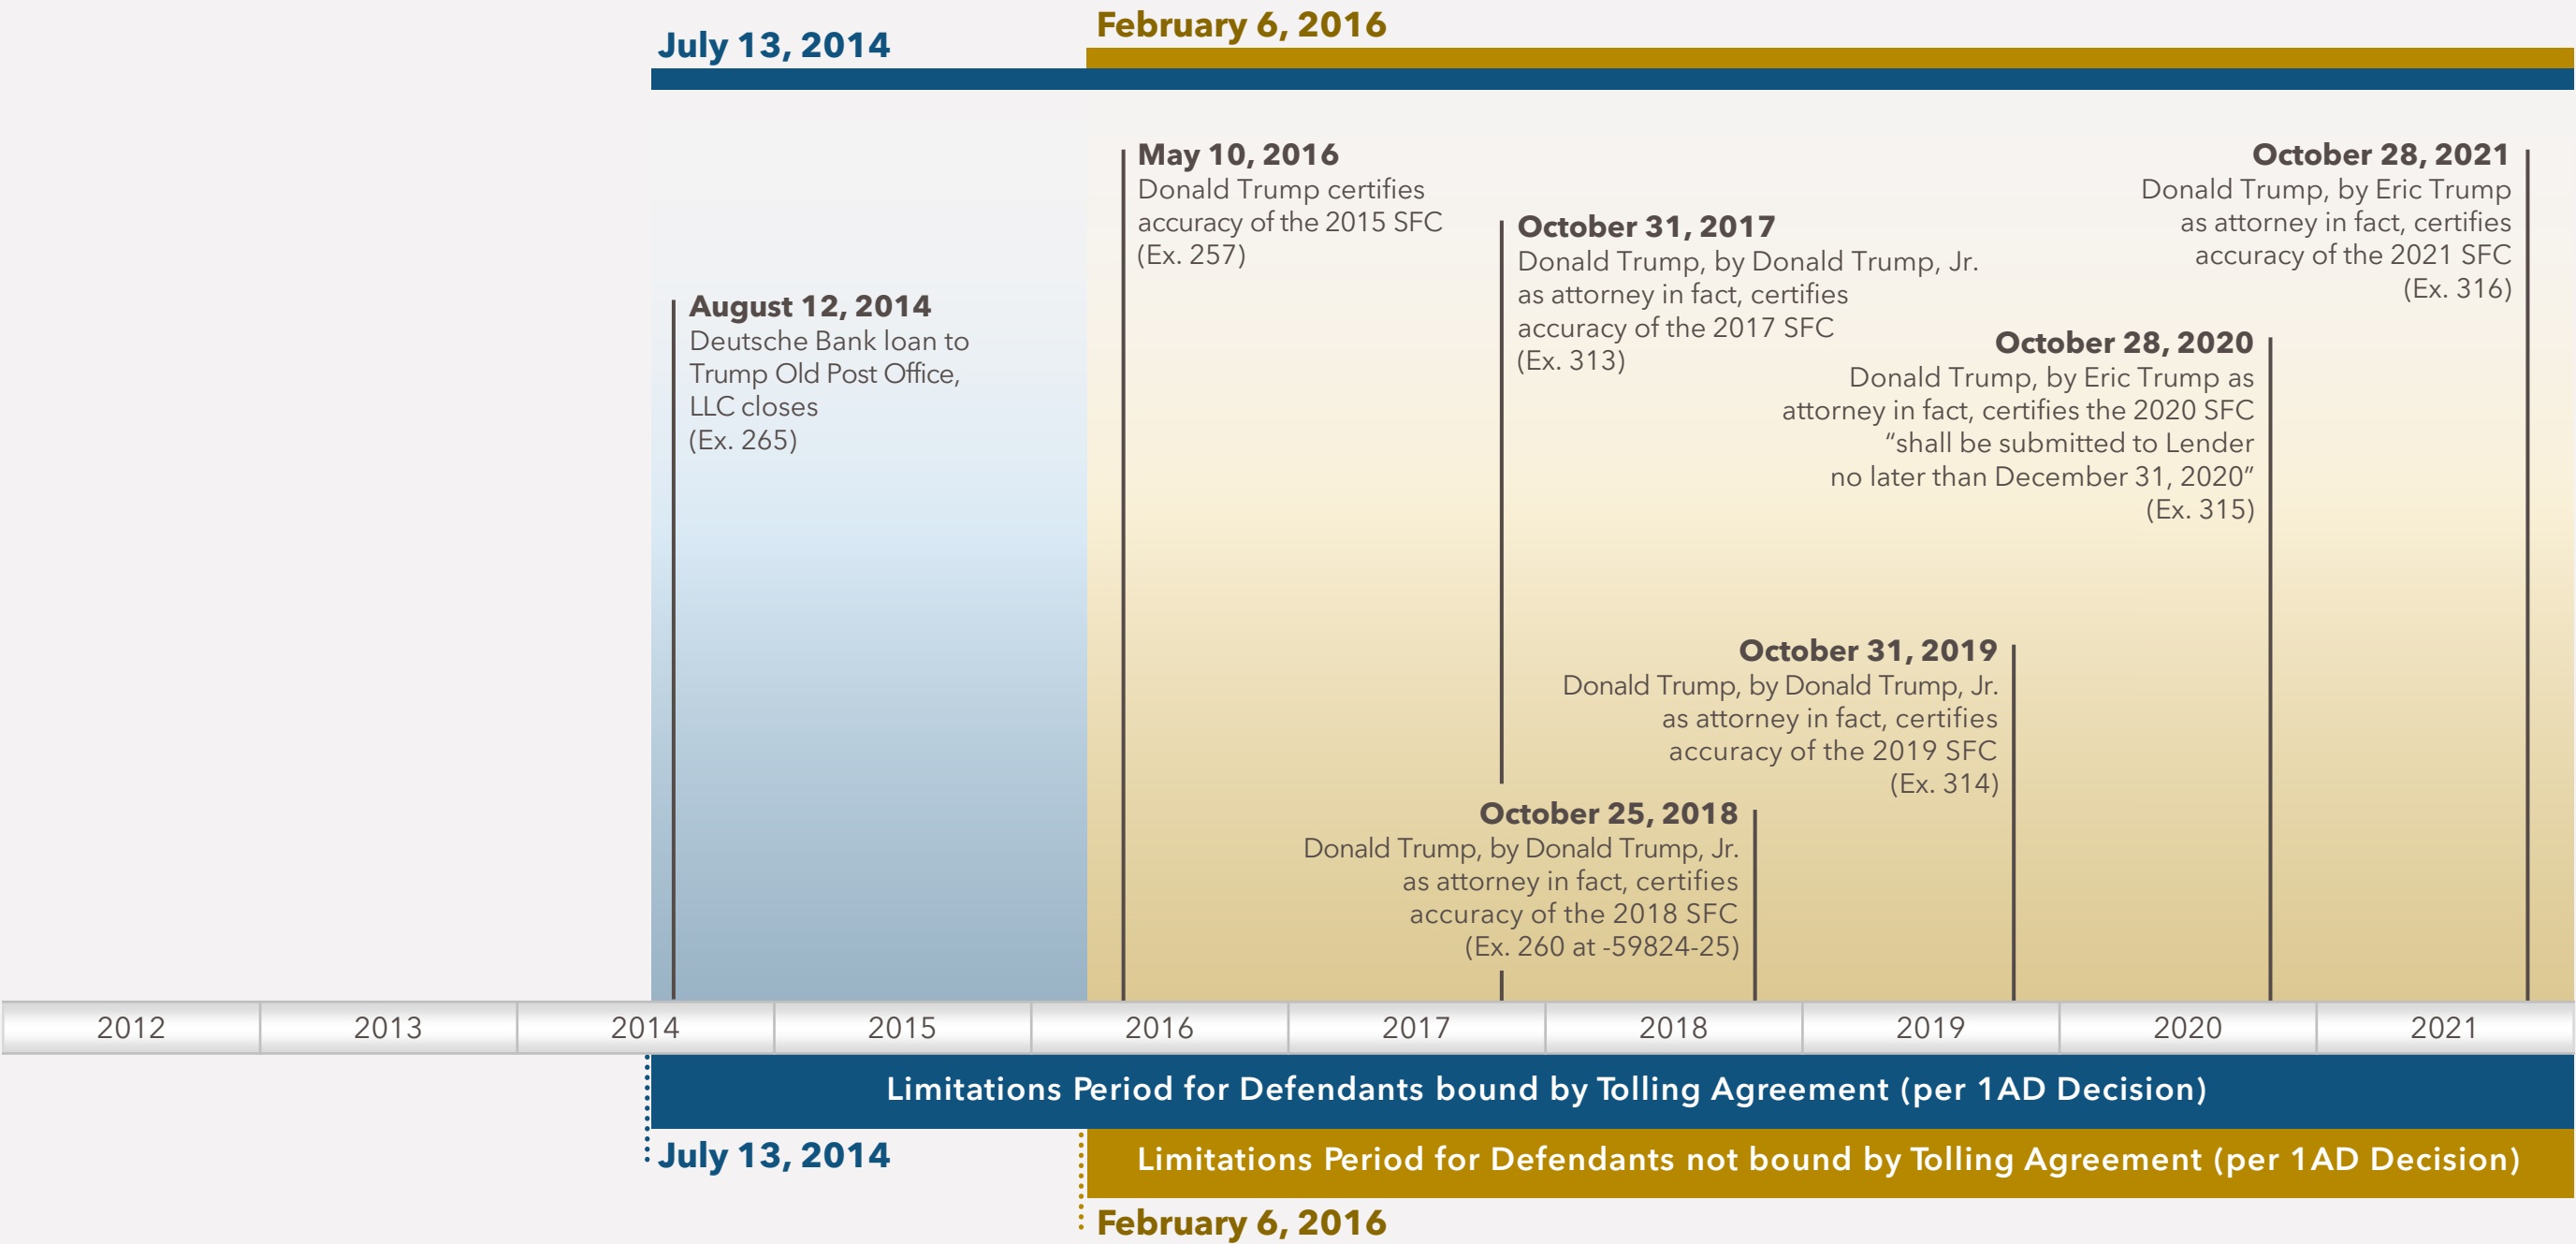 July 13, 2014
February 6, 2016
May 10, 2016
Donald Trump certifies
accuracy of the 2015 SFC
(Ex. 257)
October 28, 2021
Donald Trump, by Eric Trump
as attorney in fact, certifies
accuracy of the 2021 SFC
(Ex. 316)
October 31, 2017
Donald Trump, by Donald Trump, Jr.
as attorney in fact, certifies
accuracy of the 2017 SFC
(Ex. 313)
August 12, 2014
Deutsche Bank loan to
Trump Old Post Office,
LLC closes
(Ex. 265)
October 28, 2020
Donald Trump, by Eric Trump as
attorney in fact, certifies the 2020 SFC
“shall be submitted to Lender
no later than December 31, 2020”
(Ex. 315)
October 31, 2019
Donald Trump, by Donald Trump, Jr.
as attorney in fact, certifies
accuracy of the 2019 SFC
(Ex. 314)
October 25, 2018
Donald Trump, by Donald Trump, Jr.
as attorney in fact, certifies
accuracy of the 2018 SFC
(Ex. 260 at -59824-25)
2012 2013 2014 2015 2016 2017 2018 2019 2020 2021
Limitations Period for Defendants bound by Tolling Agreement (per 1AD Decision)
July 13, 2014
Limitations Period for Defendants not bound by Tolling Agreement (per 1AD Decision)
February 6, 2016